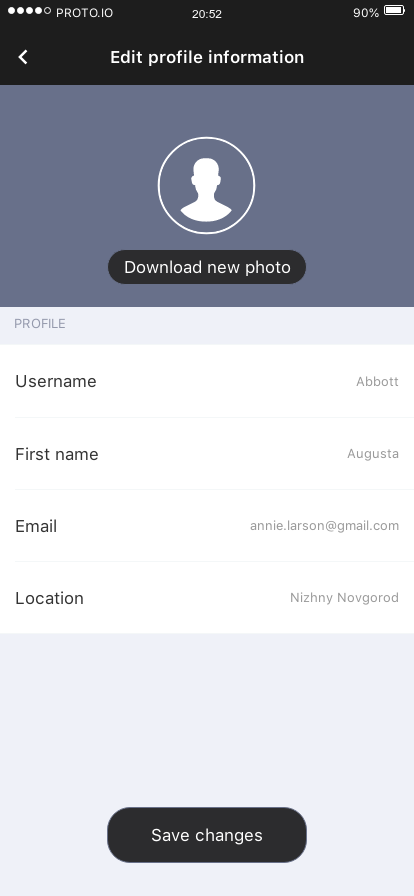 PROTO.IO 20:52 90%
Edit profile information
Download new photo
PROFILE
Username Abbott
First name Augusta
Email annie.larson@gmail.com
Location Nizhny Novgorod
Save changes